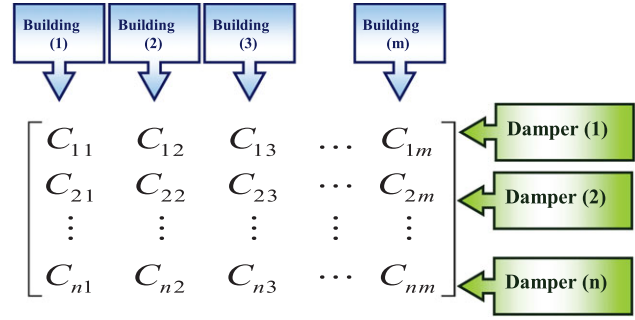 Building (1) Building (2) Building (3) Building (m)
C11 C12 C13 ... C1m Damper (1)
C21 C22 C23 ... C2m Damper (2)
⋮ ⋮ ⋮ ⋮
Cn1 Cn2 Cn3 ... Cnm Damper (n)